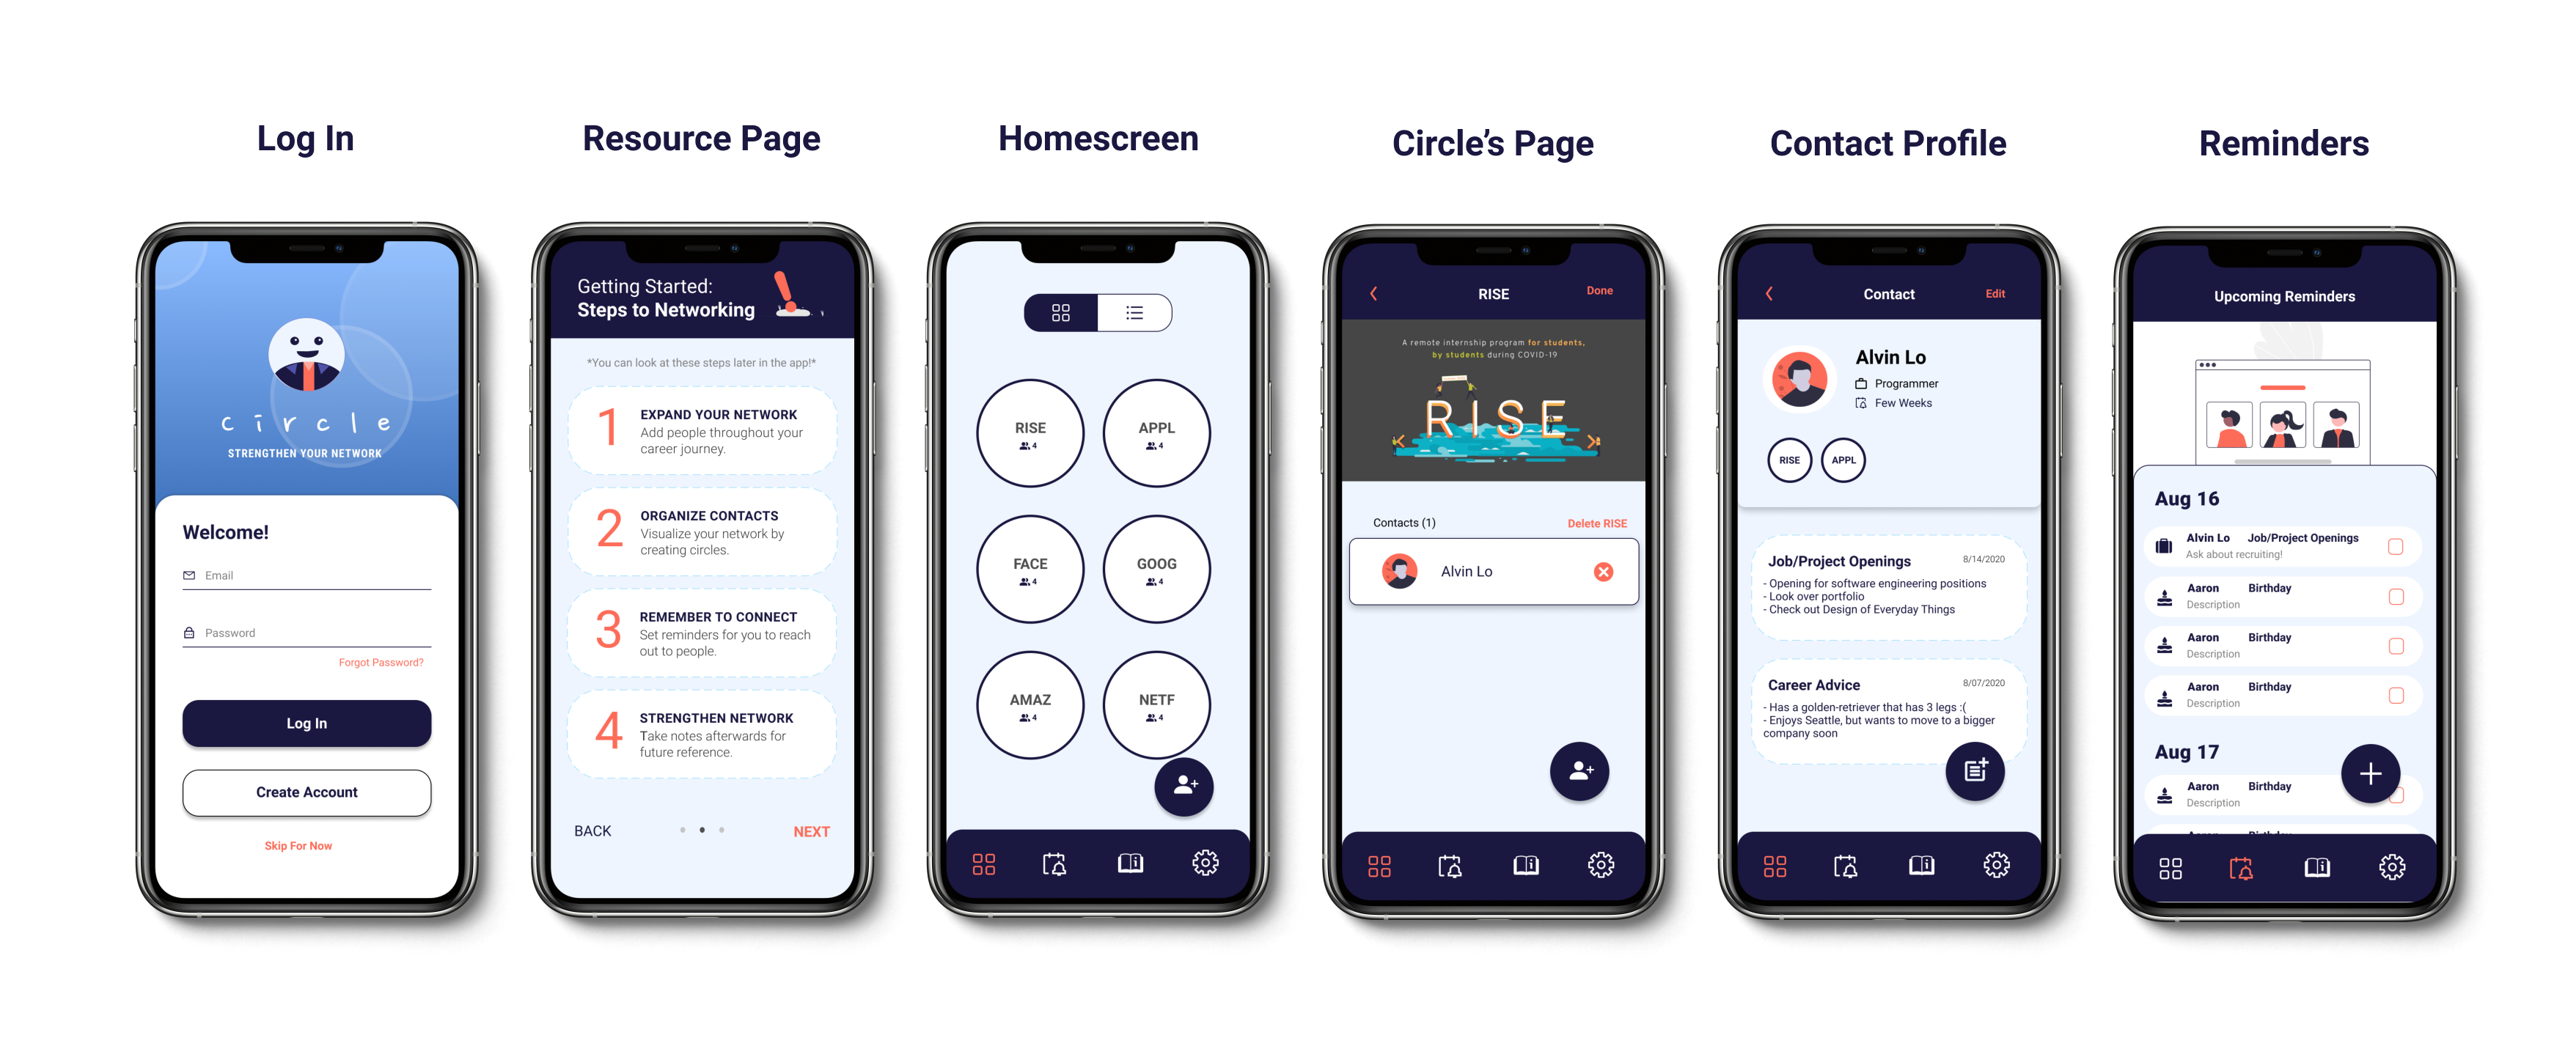 Log In
Resource Page
Homescreen
Circle's Page
Contact Profile
Reminders
cīrcle
STRENGTHEN YOUR NETWORK
Welcome!
Email
Password
Forgot Password?
Log In
Create Account
Skip For Now
Getting Started:
Steps to Networking
*You can look at these steps later in the app!*
1
EXPAND YOUR NETWORK
Add people throughout your
career journey.
2
ORGANIZE CONTACTS
Visualize your network by
creating circles.
3
REMEMBER TO CONNECT
Set reminders for you to reach
out to people.
4
STRENGTHEN NETWORK
Take notes afterwards for
future reference.
BACK
NEXT
RISE
4
APPL
4
FACE
4
GOOG
4
AMAZ
4
NETF
4
RISE
Done
A remote internship program for students,
by students during COVID-19
RISE
Contacts (1)
Delete RISE
Alvin Lo
Contact
Edit
Alvin Lo
Programmer
Few Weeks
RISE
APPL
Job/Project Openings
8/14/2020
- Opening for software engineering positions
- Look over portfolio
- Check out Design of Everyday Things
Career Advice
8/07/2020
- Has a golden-retriever that has 3 legs :(
- Enjoys Seattle, but wants to move to a bigger
company soon
Upcoming Reminders
Aug 16
Alvin Lo Job/Project Openings
Ask about recruiting!
Aaron Birthday
Description
Aaron Birthday
Description
Aaron Birthday
Description
Aug 17
Aaron Birthday
Description